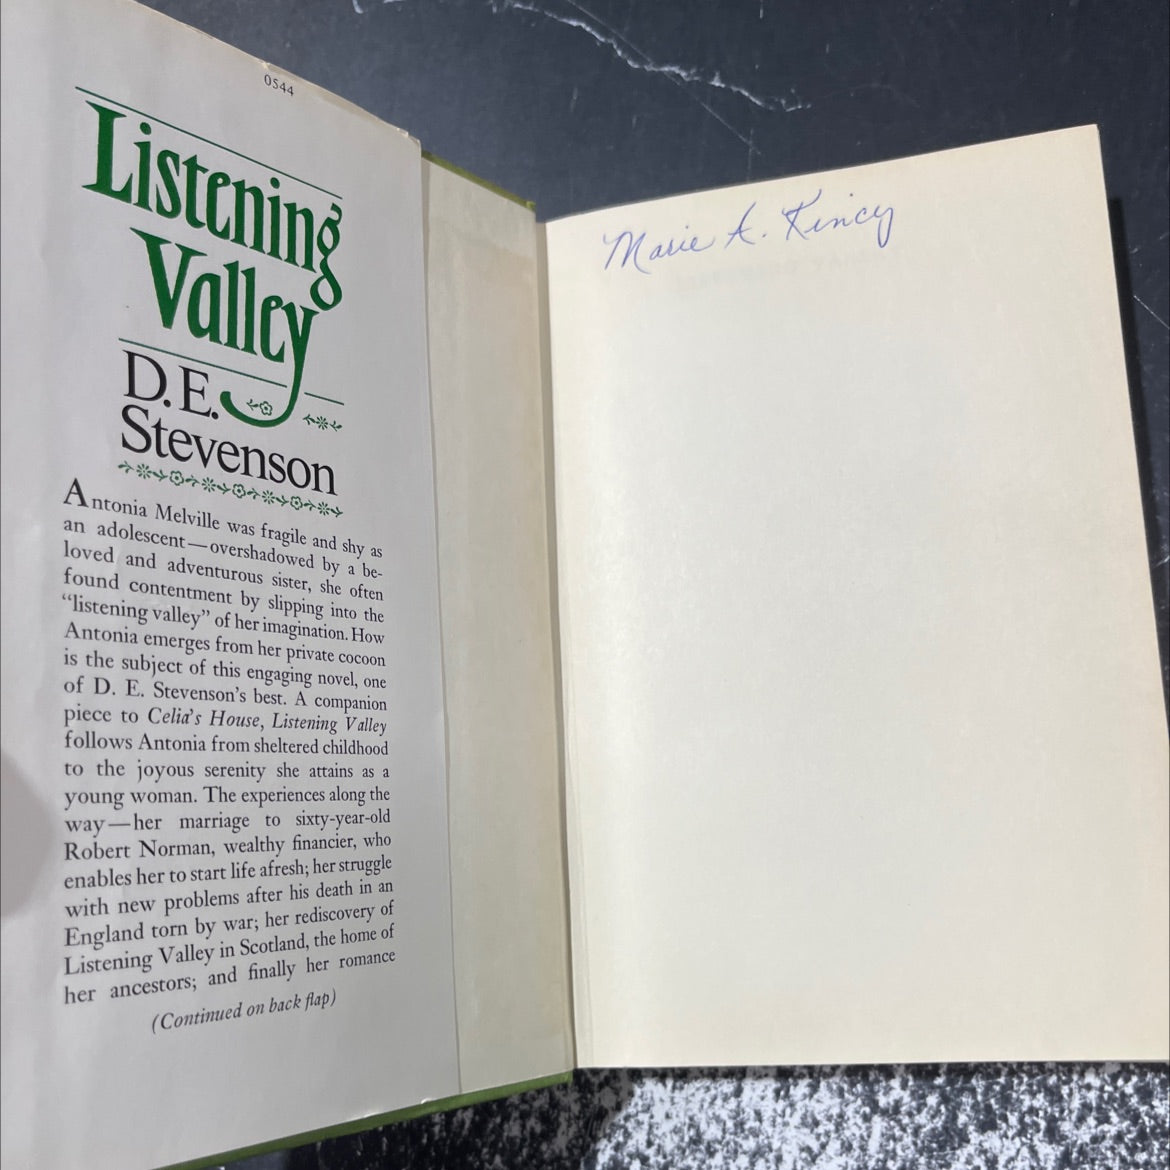 0544
Listening
Valley
D.E.
Stevenson
Antonia Melville was fragile and shy as
an adolescent—overshadowed by a be-
loved and adventurous sister, she often
found contentment by slipping into the
“listening valley” of her imagination. How
Antonia emerges from her private cocoon
is the subject of this engaging novel, one
of D. E. Stevenson’s best. A companion
piece to Celia’s House, Listening Valley
follows Antonia from sheltered childhood
to the joyous serenity she attains as a
young woman. The experiences along the
way—her marriage to sixty-year-old
Robert Norman, wealthy financier, who
enables her to start life afresh; her struggle
with new problems after his death in an
England torn by war; her rediscovery of
Listening Valley in Scotland, the home of
her ancestors; and finally her romance
(Continued on back flap)
Marie A. Kincy